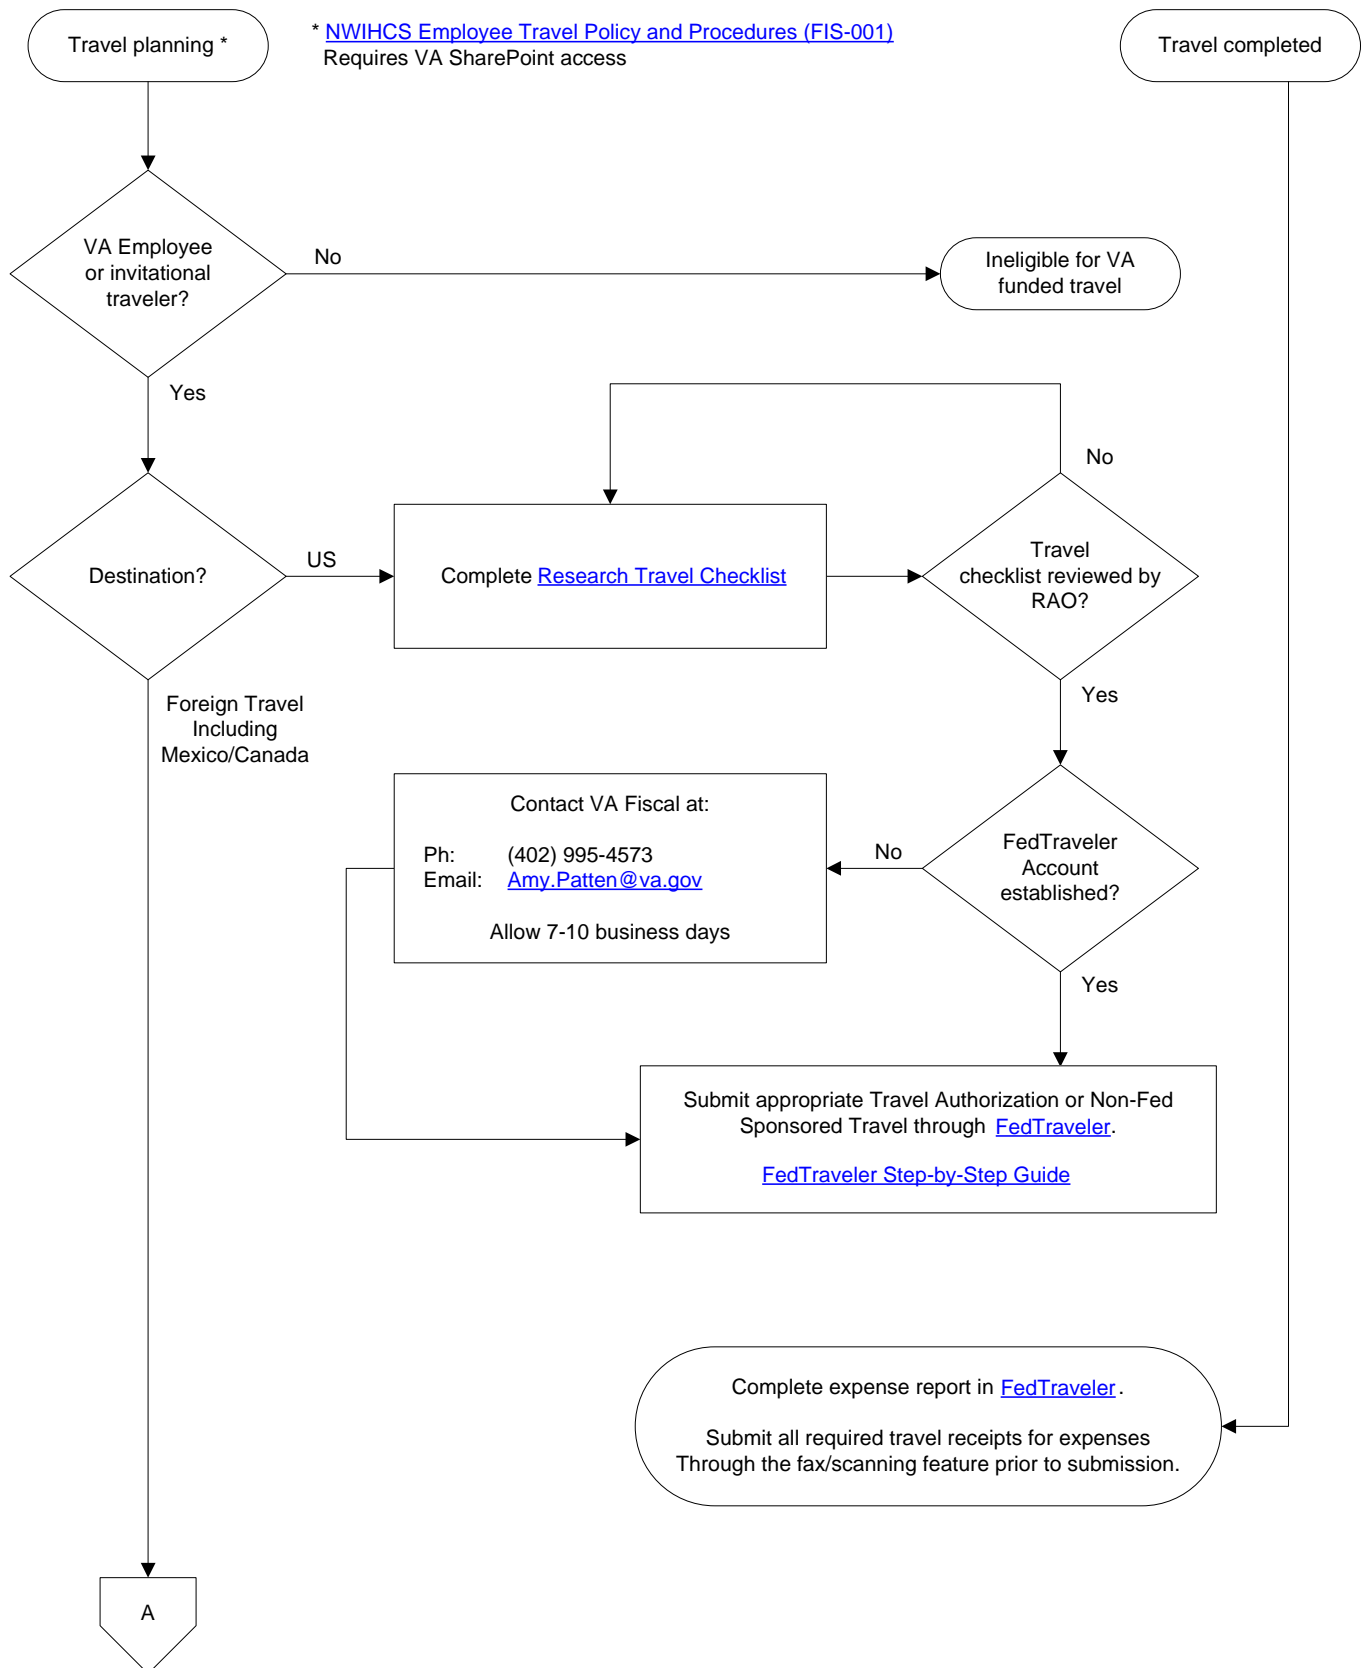 Travel planning *
* NWIHCS Employee Travel Policy and Procedures (FIS-001)
Requires VA SharePoint access
Travel completed
VA Employee
or invitational
traveler?
No
Ineligible for VA
funded travel
Yes
Destination?
US
Complete Research Travel Checklist
No
Travel
checklist reviewed by
RAO?
Yes
Foreign Travel
Including
Mexico/Canada
Contact VA Fiscal at:
Ph: (402) 995-4573
Email: Amy.Patten@va.gov
Allow 7-10 business days
No
FedTraveler
Account
established?
Yes
Submit appropriate Travel Authorization or Non-Fed
Sponsored Travel through FedTraveler.
FedTraveler Step-by-Step Guide
Complete expense report in FedTraveler.
Submit all required travel receipts for expenses
Through the fax/scanning feature prior to submission.
A